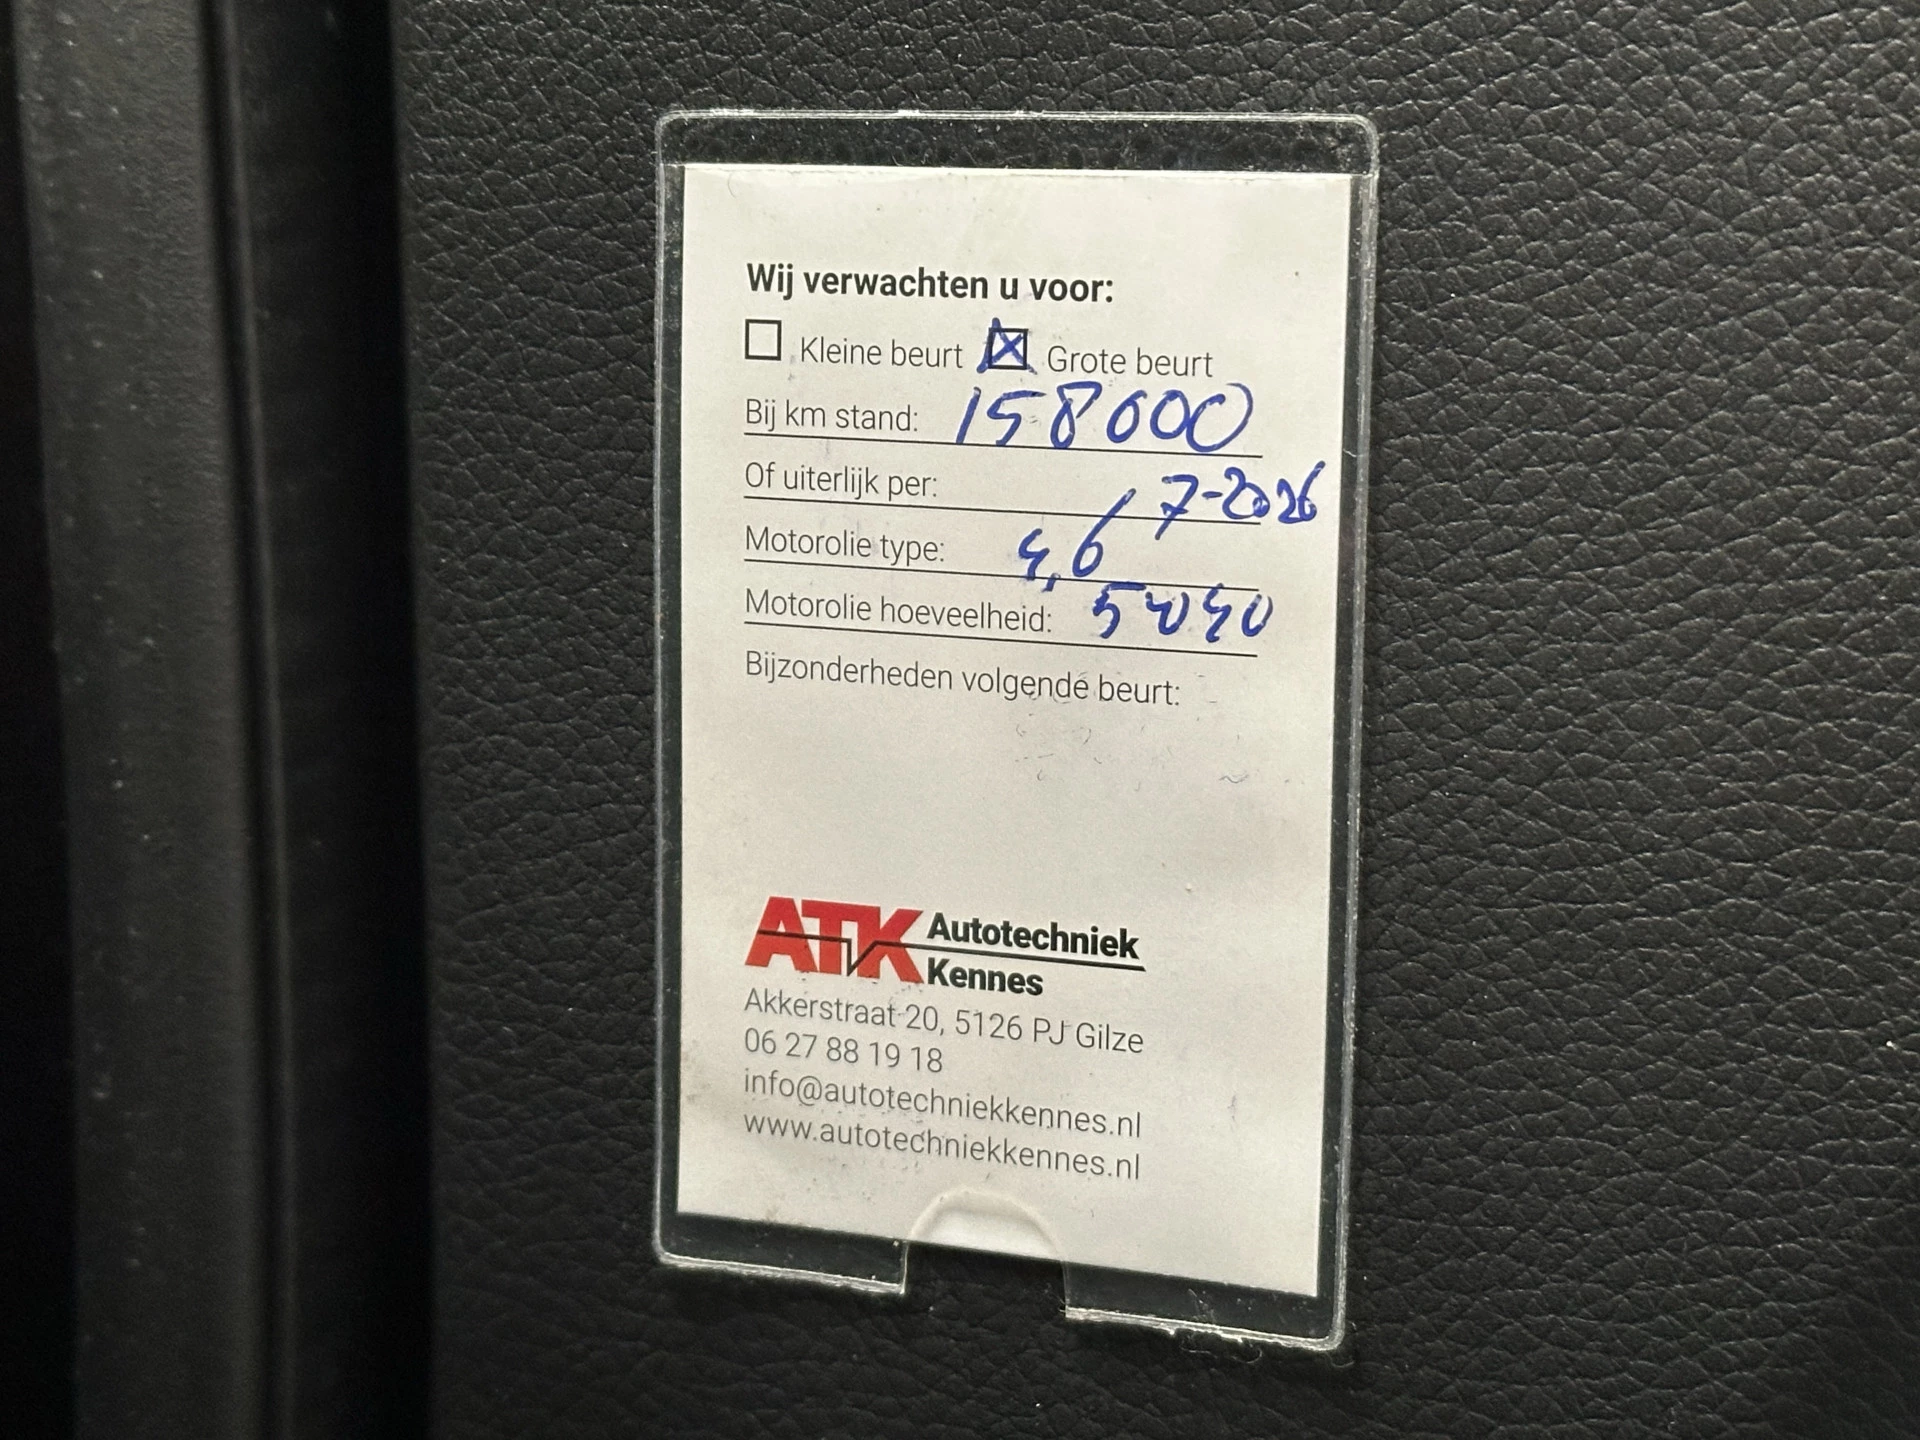 Wij verwachten u voor:
Kleine beurt Grote beurt
Bij km stand: 158000
Of uiterlijk per: 7-2026
Motorolie type: 4,6
Motorolie hoeveelheid: 5W40
Bijzonderheden volgende beurt:
ATK Autotechniek
Kennes
Akkerstraat 20, 5126 PJ Gilze
06 27 88 19 18
info@autotechniekkennes.nl
www.autotechniekkennes.nl